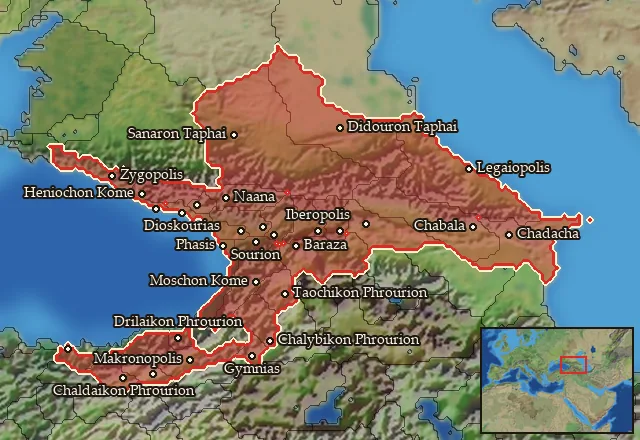 Sanaron Taphai
Didouron Taphai
Legaiopolis
Zygopolis
Heniochon Kome
Naana
Iberopolis
Dioskourias
Chabala
Chadacha
Phasis
Sourion
Baraza
Moschon Kome
Taochikon Phrourion
Drilaikon Phrourion
Chalybikon Phrourion
Makronopolis
Gymnias
Chaldaikon Phrourion